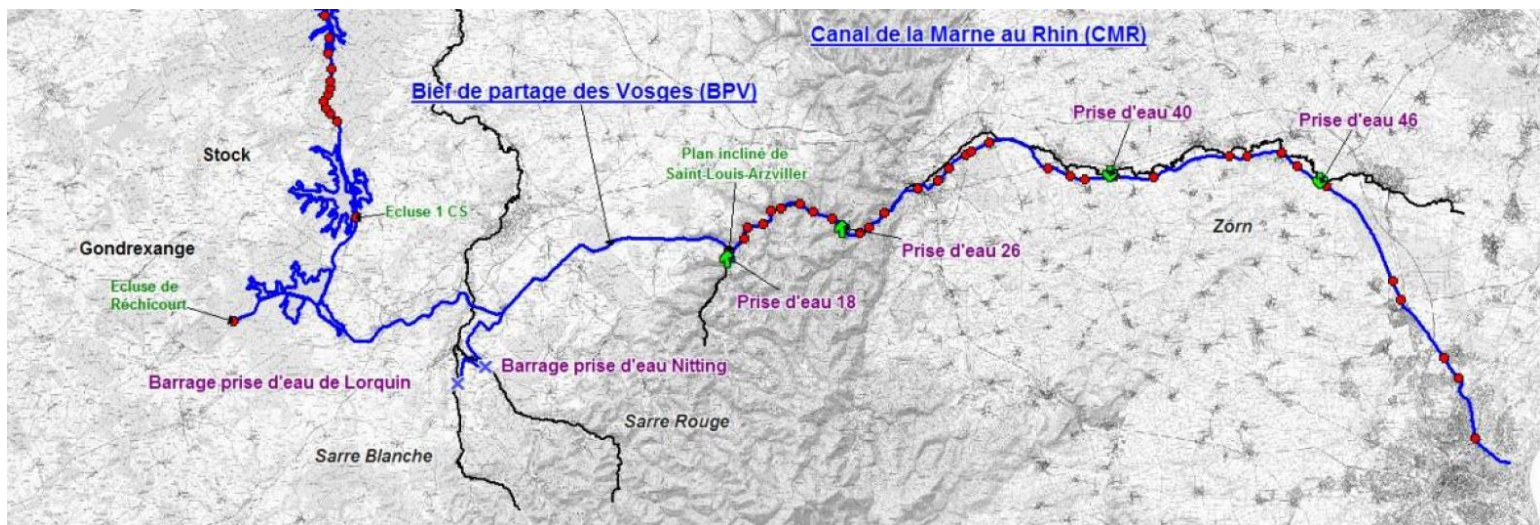 Canal de la Marne au Rhin (CMR)
Bief de partage des Vosges (BPV)
Prise d'eau 40
Prise d'eau 46
Stock
Plan incliné de
Saint-Louis-Arzviller
Ecluse 1 CS
Zorn
Gondrexange
Prise d'eau 26
Ecluse de
Réchicourt
Prise d'eau 18
Barrage prise d'eau Nitting
Barrage prise d'eau de Lorquin
Sarre Rouge
Sarre Blanche